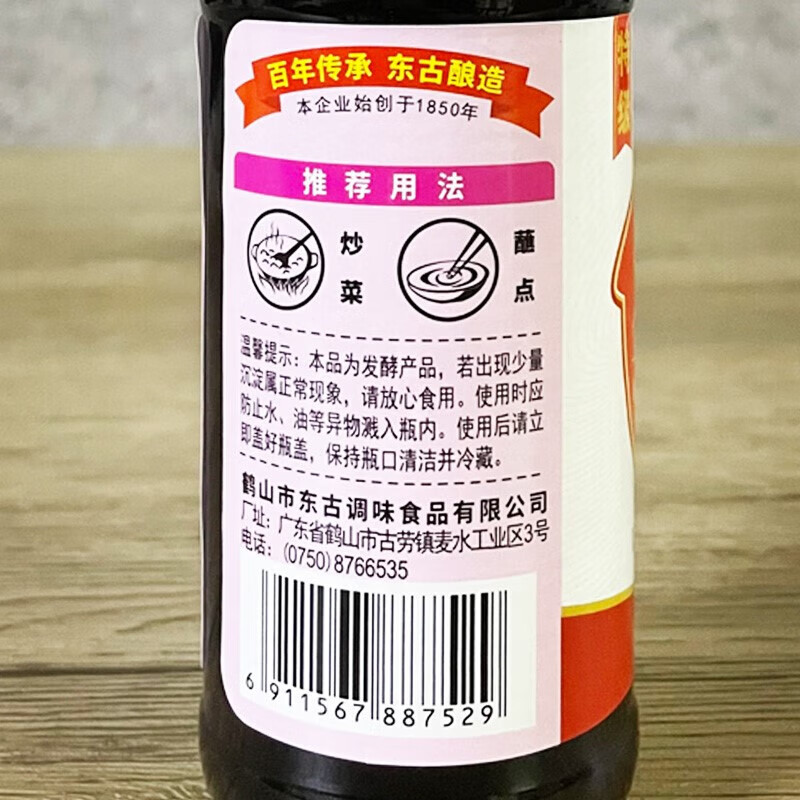 百年传承 东古酿造
本企业始创于1850年
推荐用法
炒菜
蘸点
温馨提示：本品为发酵产品，若出现少量
沉淀属正常现象，请放心食用。使用时应
防止水、油等异物溅入瓶内。使用后请立
即盖好瓶盖，保持瓶口清洁并冷藏。
鹤山市东古调味食品有限公司
厂址：广东省鹤山市古劳镇麦水工业区3号
电话：(0750)8766535
6 911567 887529